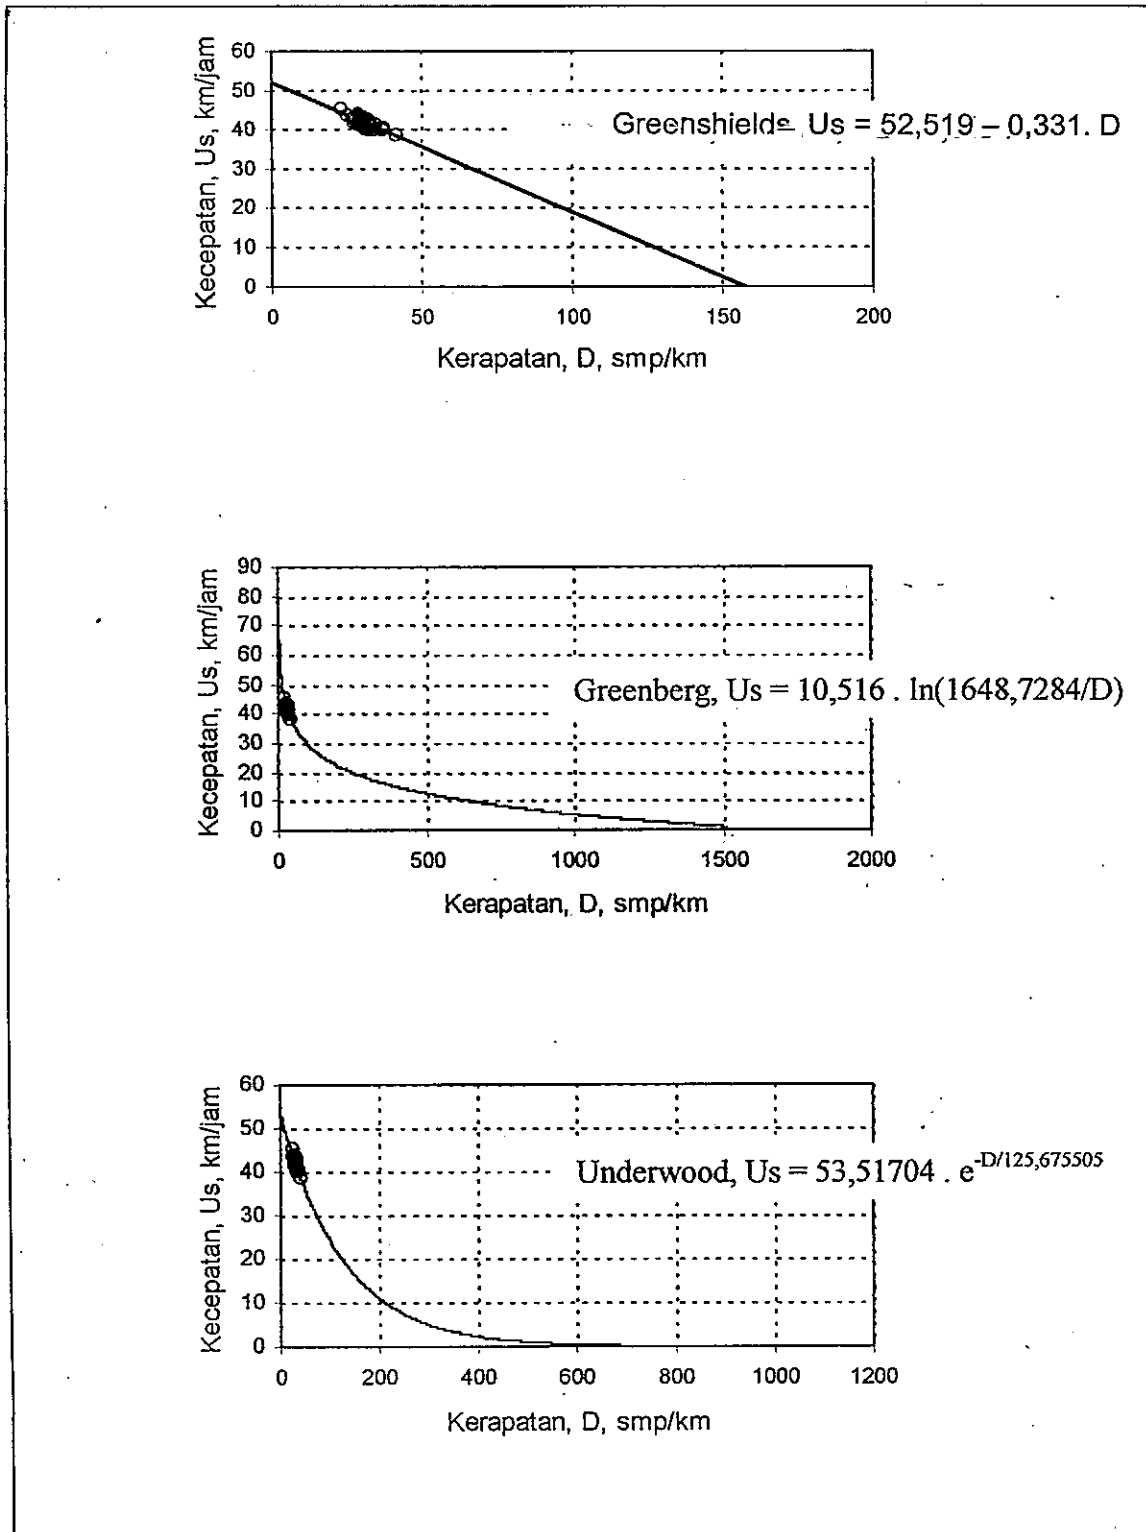 60
50
40
30
20
10
0
Kecepatan, Us, km/jam
Greenshields Us = 52,519 – 0,331. D
0 50 100 150 200
Kerapatan, D, smp/km
90
80
70
60
50
40
30
20
10
0
Kecepatan, Us, km/jam
Greenberg, Us = 10,516 . ln(1648,7284/D)
0 500 1000 1500 2000
Kerapatan, D, smp/km
60
50
40
30
20
10
0
Kecepatan, Us, km/jam
Underwood, Us = 53,51704 . e^-D/125,675505
0 200 400 600 800 1000 1200
Kerapatan, D, smp/km